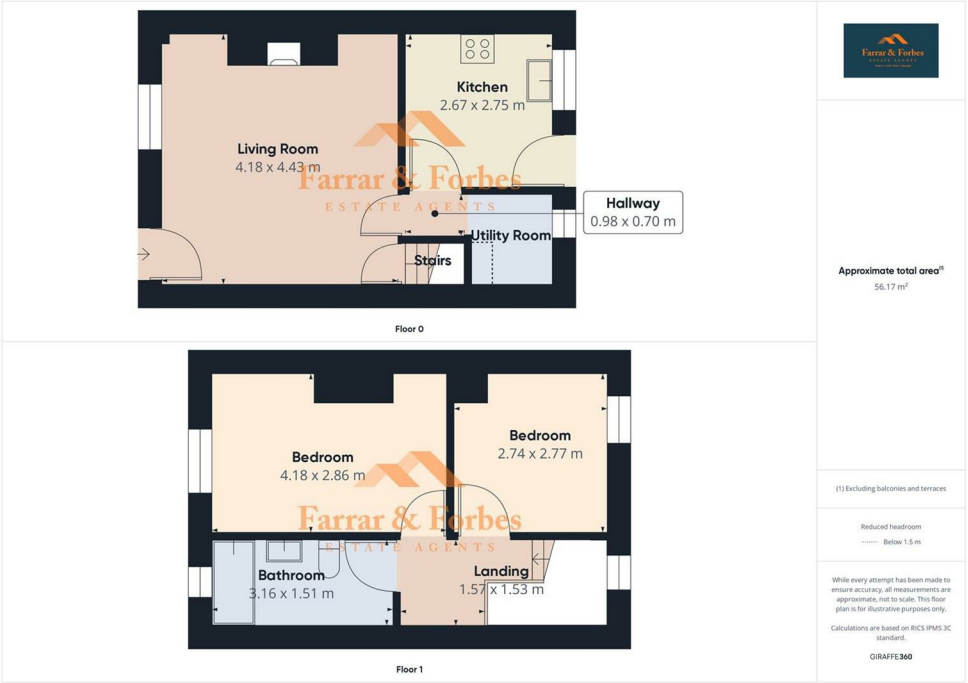 Kitchen
2.67 x 2.75 m
Living Room
4.18 x 4.43 m
Farrar & Forbes
ESTATE AGENTS
Hallway
0.98 x 0.70 m
Utility Room
Stairs
Floor 0
Bedroom
4.18 x 2.86 m
Bedroom
2.74 x 2.77 m
Farrar & Forbes
ESTATE AGENTS
Bathroom
3.16 x 1.51 m
Landing
1.57 x 1.53 m
Floor 1
Farrar & Forbes
ESTATE AGENTS
Approximate total area(1)
56.17 m²
(1) Excluding balconies and terraces
Reduced headroom
Below 1.5 m
While every attempt has been made to
ensure accuracy, all measurements are
approximate, not to scale. This floor
plan is for illustrative purposes only.
Calculations are based on RICS IPMS 3C
standard.
GIRAFFE360